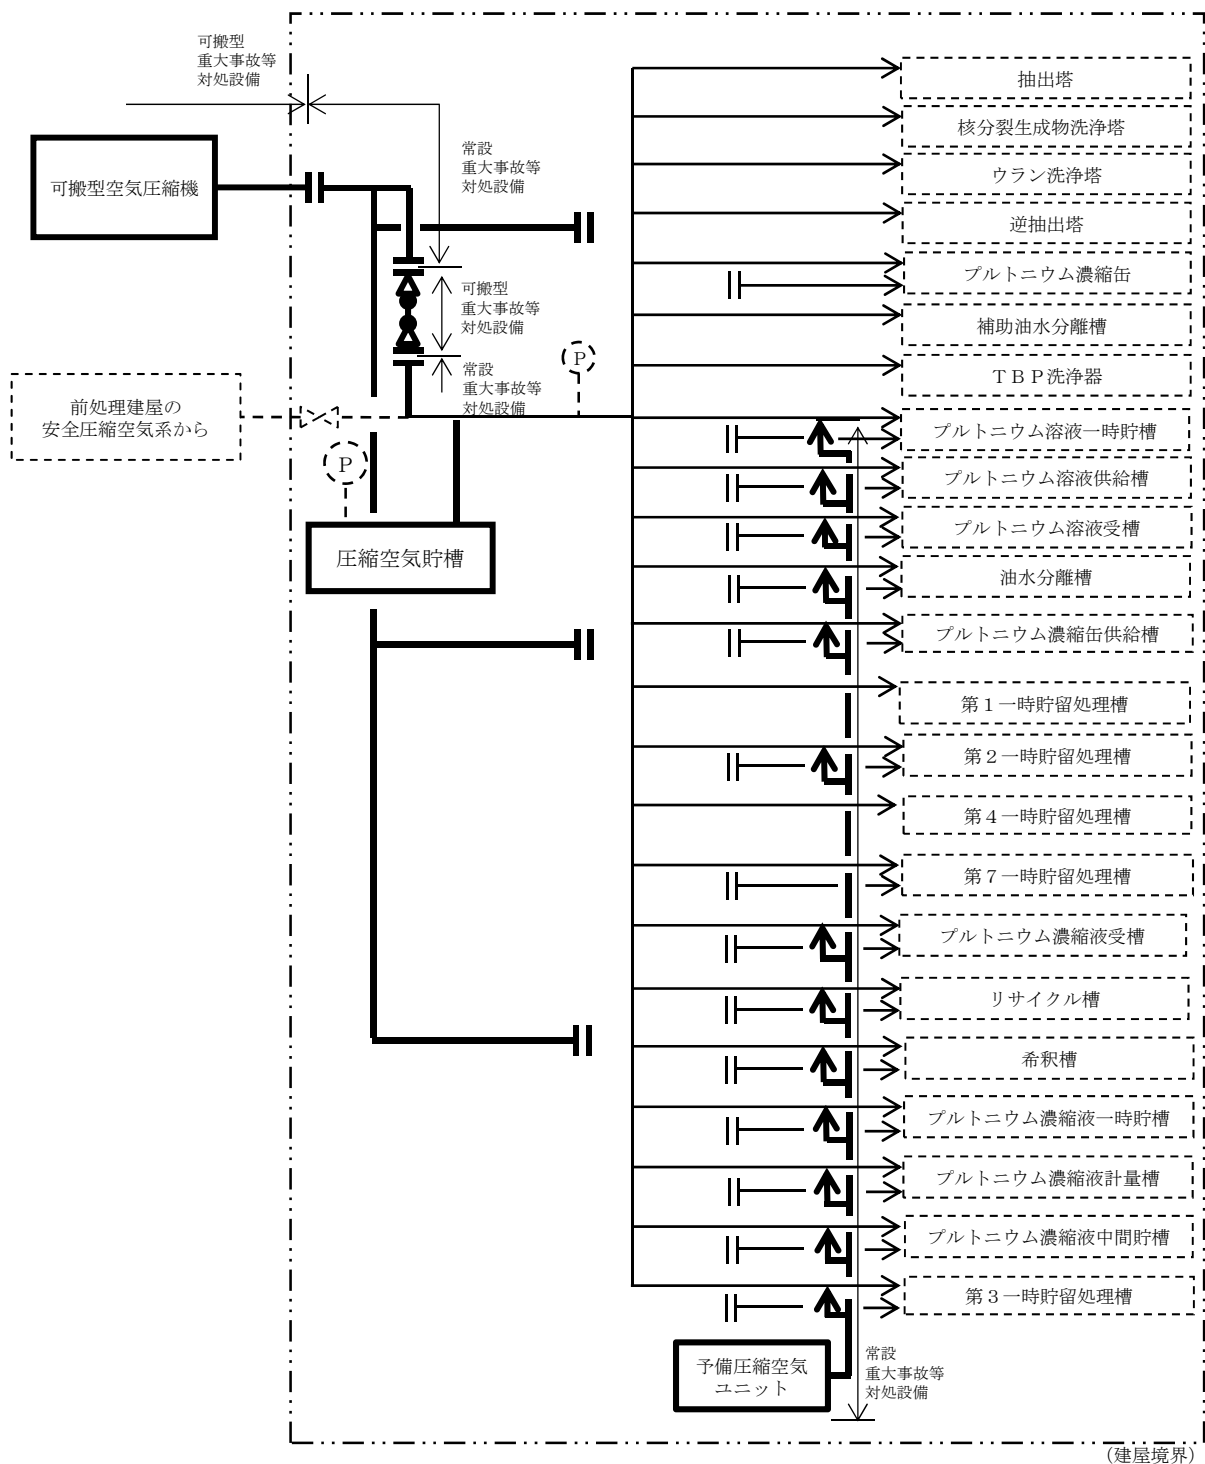 可搬型
重大事故等
対処設備
可搬型空気圧縮機
常設
重大事故等
対処設備
可搬型
重大事故等
対処設備
常設
重大事故等
対処設備
P
前処理建屋の
安全圧縮空気系から
P
圧縮空気貯槽
抽出塔
核分裂生成物洗浄塔
ウラン洗浄塔
逆抽出塔
プルトニウム濃縮缶
補助油水分離槽
TBP洗浄器
プルトニウム溶液一時貯槽
プルトニウム溶液供給槽
プルトニウム溶液受槽
油水分離槽
プルトニウム濃縮缶供給槽
第1一時貯留処理槽
第2一時貯留処理槽
第4一時貯留処理槽
第7一時貯留処理槽
プルトニウム濃縮液受槽
リサイクル槽
希釈槽
プルトニウム濃縮液一時貯槽
プルトニウム濃縮液計量槽
プルトニウム濃縮液中間貯槽
第3一時貯留処理槽
予備圧縮空気
ユニット
常設
重大事故等
対処設備
(建屋境界)